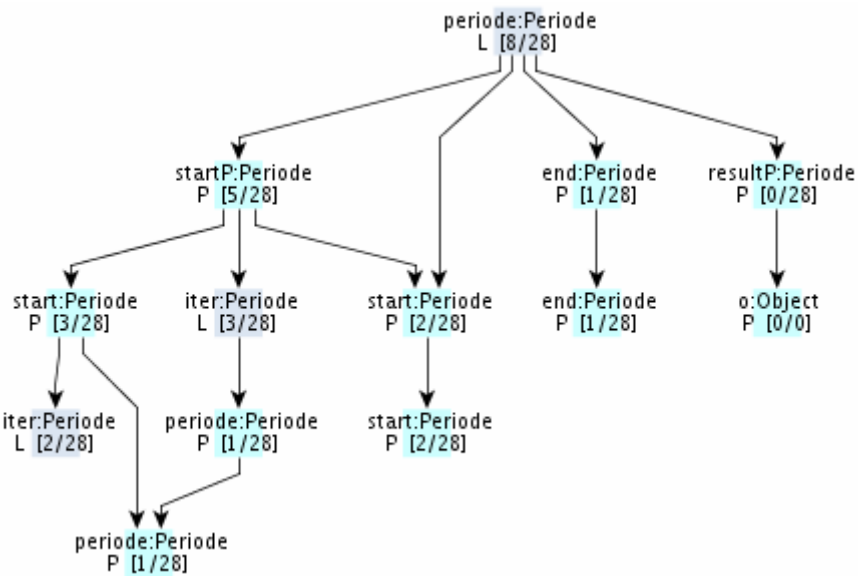 periode:Periode
L [8/28]
startP:Periode
P [5/28]
end:Periode
P [1/28]
resultP:Periode
P [0/28]
start:Periode
P [3/28]
iter:Periode
L [3/28]
start:Periode
P [2/28]
end:Periode
P [1/28]
o:Object
P [0/0]
iter:Periode
L [2/28]
periode:Periode
P [1/28]
start:Periode
P [2/28]
periode:Periode
P [1/28]